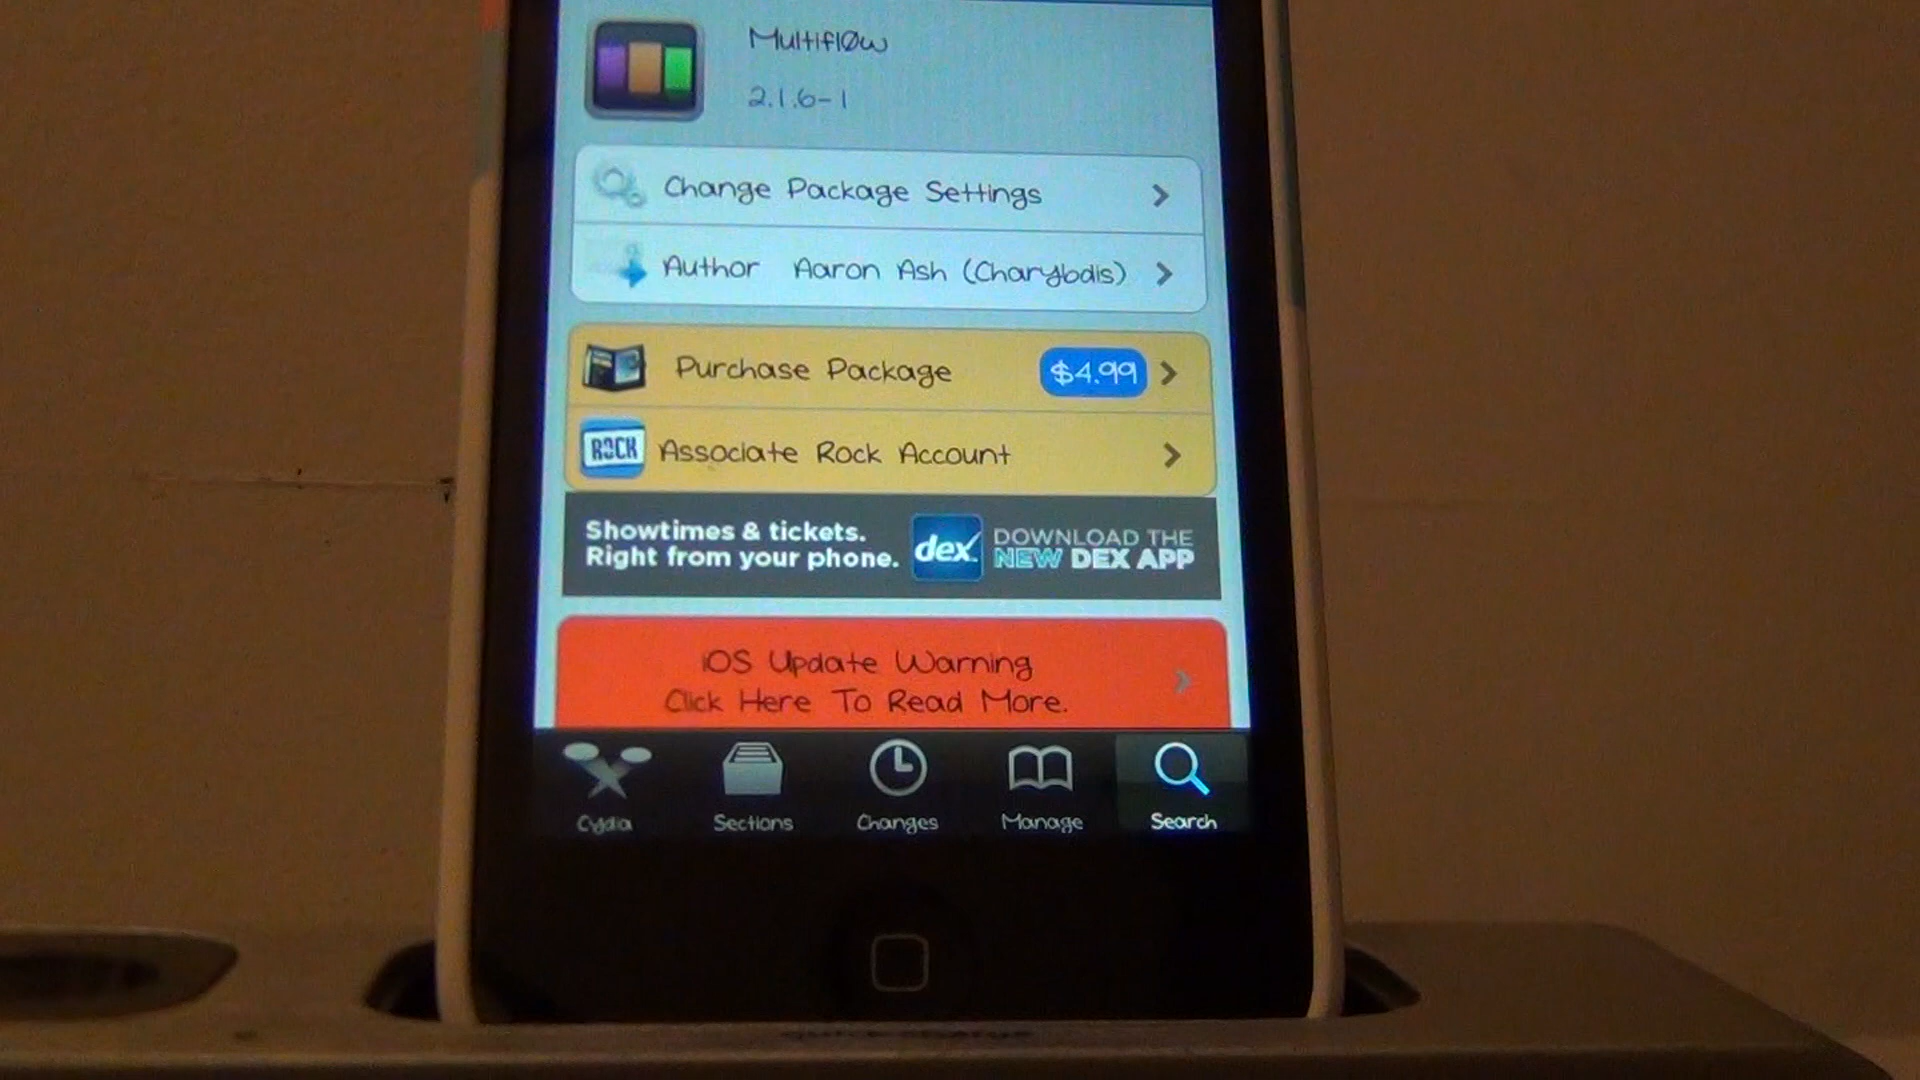 Multifl0w
2.1.6-1
Change Package Settings
Author Aaron Ash (Charybdis)
Purchase Package $4.99
ROCK Associate Rock Account
Showtimes & tickets.
Right from your phone.
dex
DOWNLOAD THE
NEW DEX APP
iOS Update Warning
Click Here To Read More.
Cydia Sections Changes Manage Search